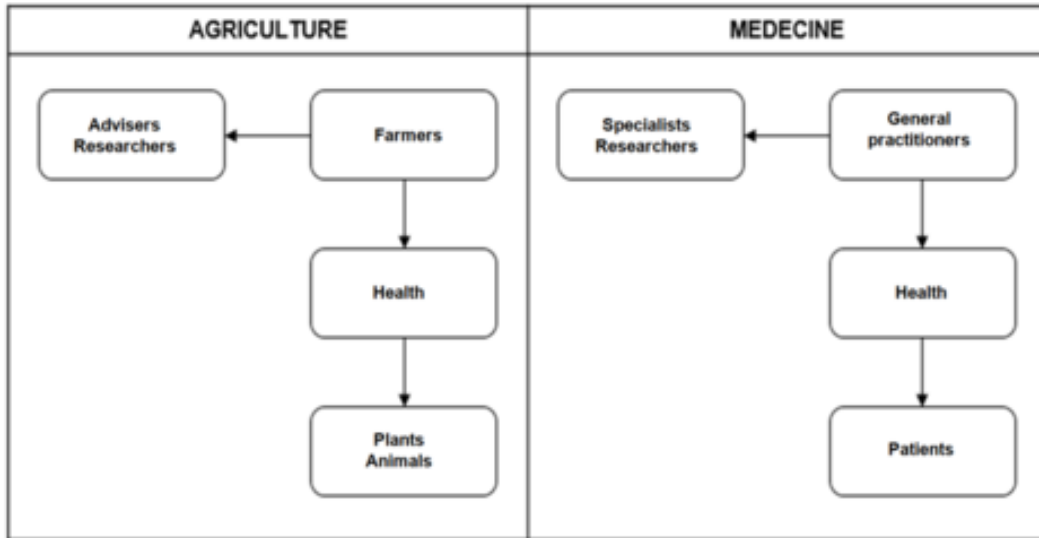 AGRICULTURE
MEDECINE
Advisers
Researchers
Farmers
Health
Plants
Animals
Specialists
Researchers
General
practitioners
Health
Patients